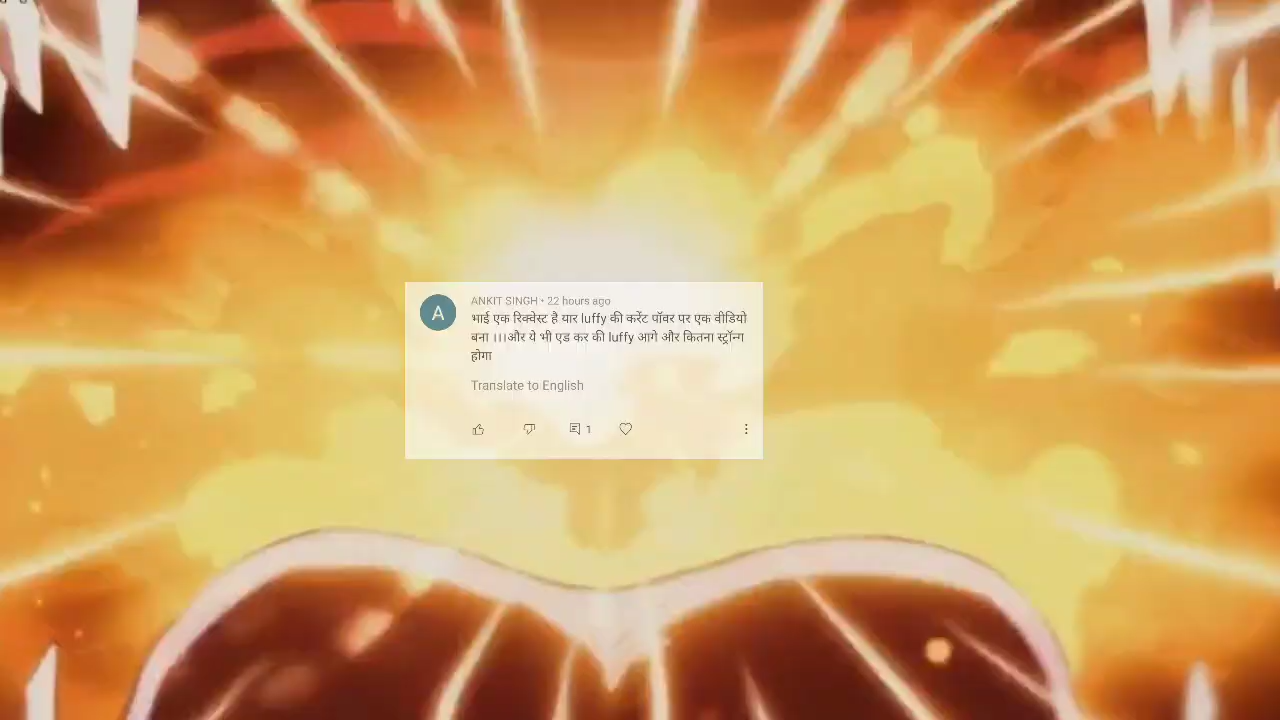 ANKIT SINGH • 22 hours ago
भाई एक रिक्वेस्ट है यार luffy की करेंट पॉवर पर एक वीडियो
बना ।।।और ये भी एड कर की luffy आगे और कितना स्ट्रॉन्ग
होगा
Translate to English
1
A